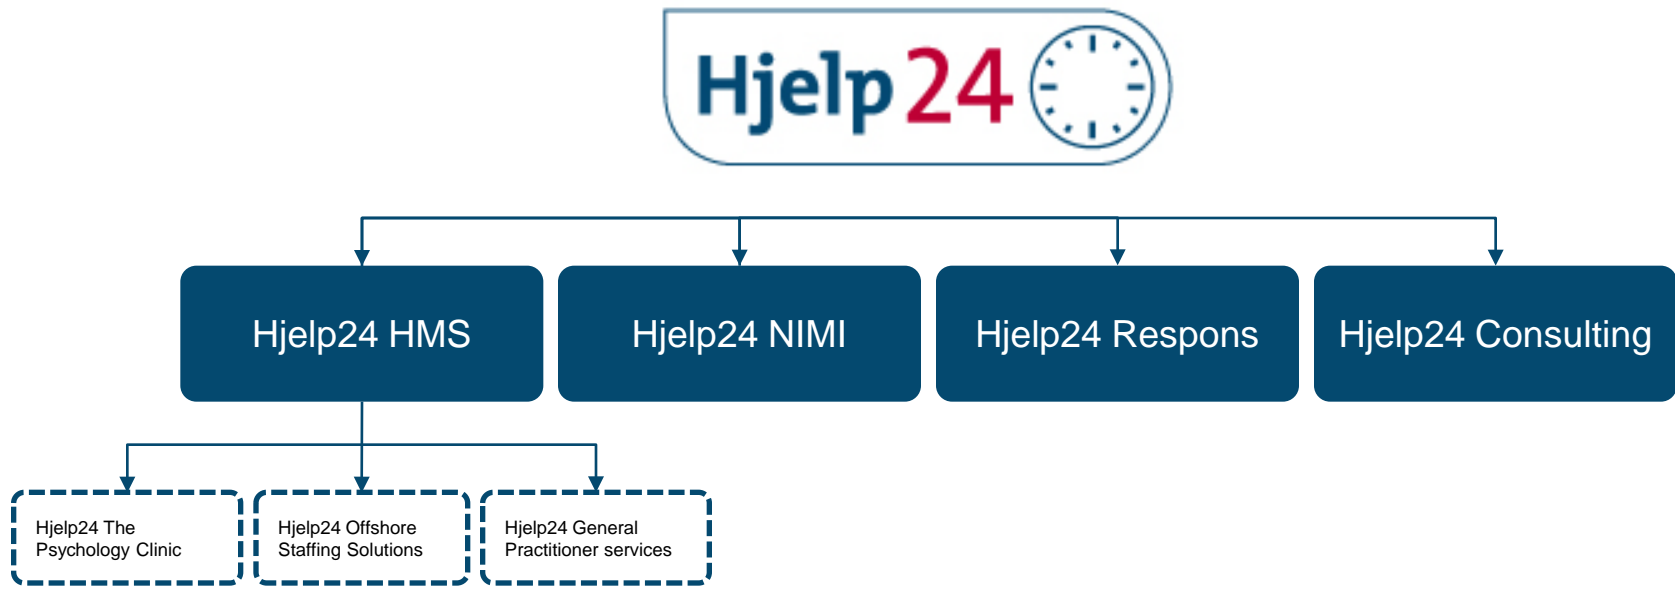 Hjelp24
Hjelp24 HMS
Hjelp24 NIMI
Hjelp24 Respons
Hjelp24 Consulting
Hjelp24 The
Psychology Clinic
Hjelp24 Offshore
Staffing Solutions
Hjelp24 General
Practitioner services